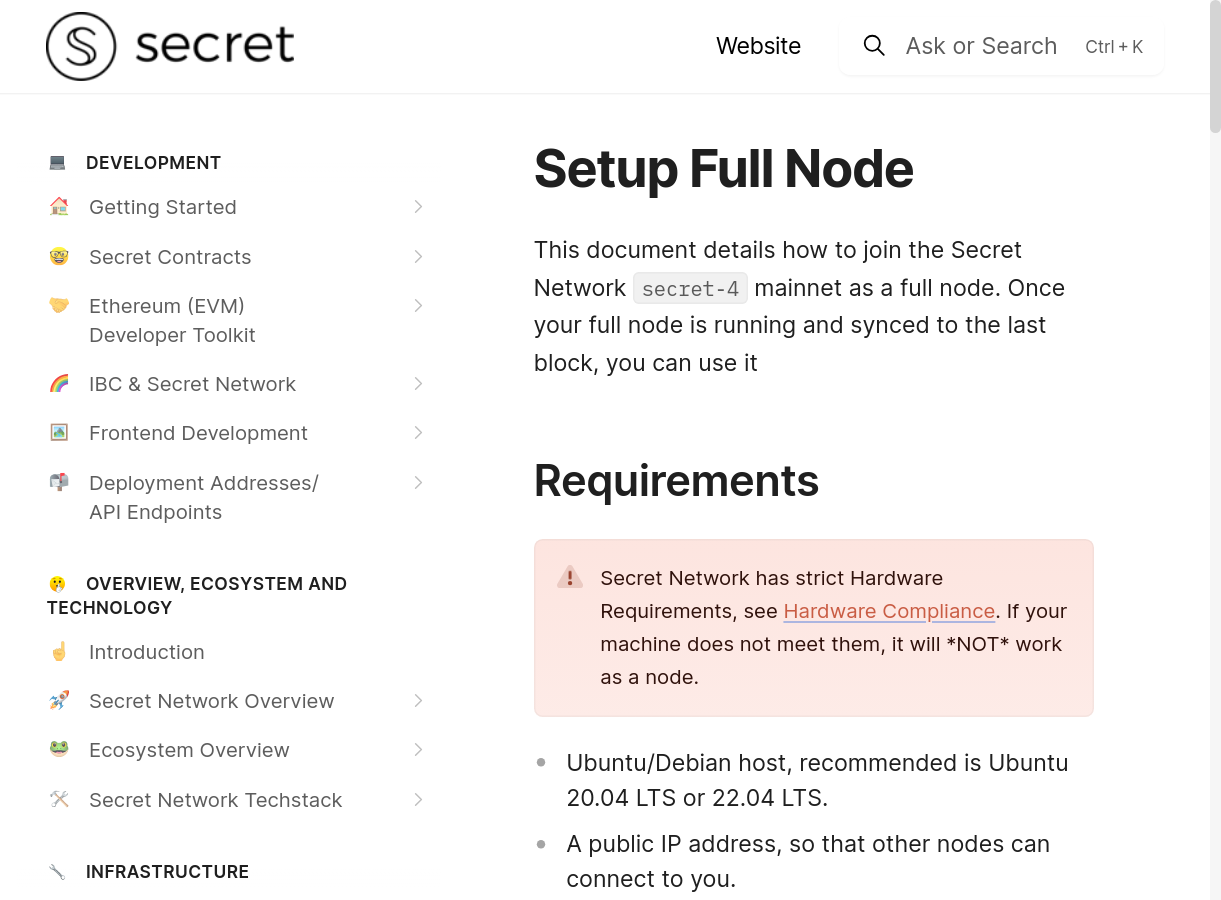 secret
Website
Ask or Search
Ctrl + K
DEVELOPMENT
Getting Started
Secret Contracts
Ethereum (EVM)
Developer Toolkit
IBC & Secret Network
Frontend Development
Deployment Addresses/
API Endpoints
OVERVIEW, ECOSYSTEM AND
TECHNOLOGY
Introduction
Secret Network Overview
Ecosystem Overview
Secret Network Techstack
INFRASTRUCTURE
Setup Full Node
This document details how to join the Secret
Network secret-4 mainnet as a full node. Once
your full node is running and synced to the last
block, you can use it
Requirements
Secret Network has strict Hardware
Requirements, see Hardware Compliance. If your
machine does not meet them, it will *NOT* work
as a node.
Ubuntu/Debian host, recommended is Ubuntu
20.04 LTS or 22.04 LTS.
A public IP address, so that other nodes can
connect to you.